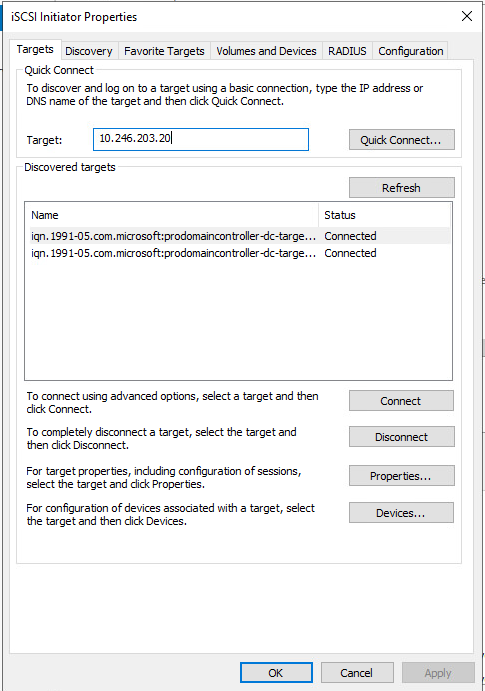 iSCSI Initiator Properties
Targets Discovery Favorite Targets Volumes and Devices RADIUS Configuration
Quick Connect
To discover and log on to a target using a basic connection, type the IP address or
DNS name of the target and then click Quick Connect.
Target: 10.246.203.20 Quick Connect...
Discovered targets
Refresh
Name Status
iqn.1991-05.com.microsoft:prodomaincontroller-dc-targe... Connected
iqn.1991-05.com.microsoft:prodomaincontroller-dc-targe... Connected
To connect using advanced options, select a target and then
click Connect.
Connect
To completely disconnect a target, select the target and
then click Disconnect.
Disconnect
For target properties, including configuration of sessions,
select the target and click Properties.
Properties...
For configuration of devices associated with a target, select
the target and then click Devices.
Devices...
OK Cancel Apply